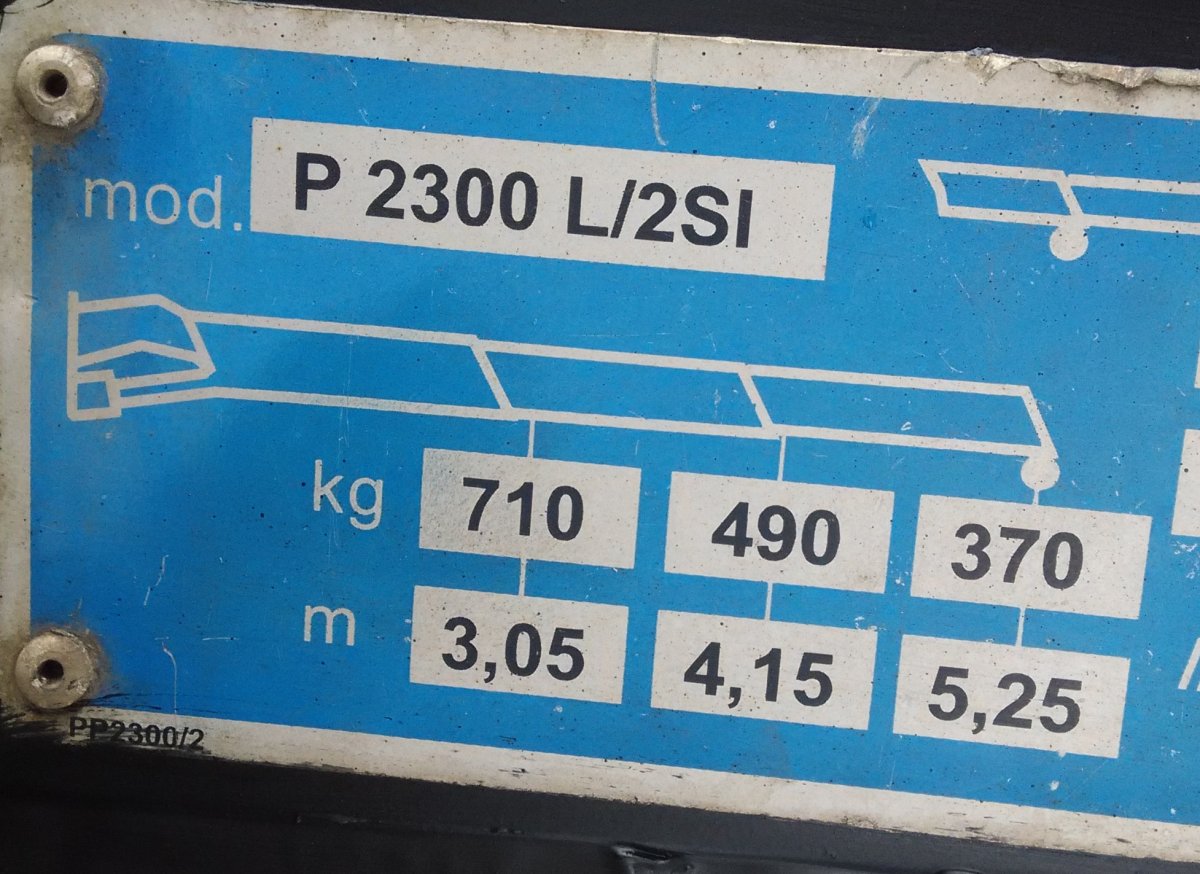 mod. P 2300 L/2SI
kg 710 490 370
m 3,05 4,15 5,25
PP2300/2